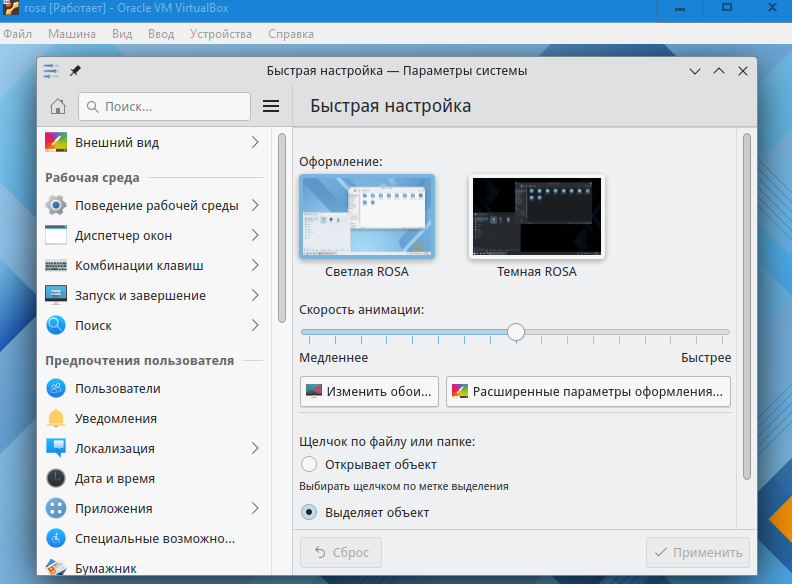 rosa [Работает] - Oracle VM VirtualBox
Файл Машина Вид Ввод Устройства Справка
Быстрая настройка — Параметры системы
Поиск...
Быстрая настройка
Внешний вид
Рабочая среда
Поведение рабочей среды
Диспетчер окон
Комбинации клавиш
Запуск и завершение
Поиск
Предпочтения пользователя
Пользователи
Уведомления
Локализация
Дата и время
Приложения
Специальные возможно...
Бумажник
Оформление:
Светлая ROSA Темная ROSA
Скорость анимации:
Медленнее Быстрее
Изменить обои... Расширенные параметры оформления...
Щелчок по файлу или папке:
Открывает объект
Выбирать щелчком по метке выделения
Выделяет объект
Сброс Применить